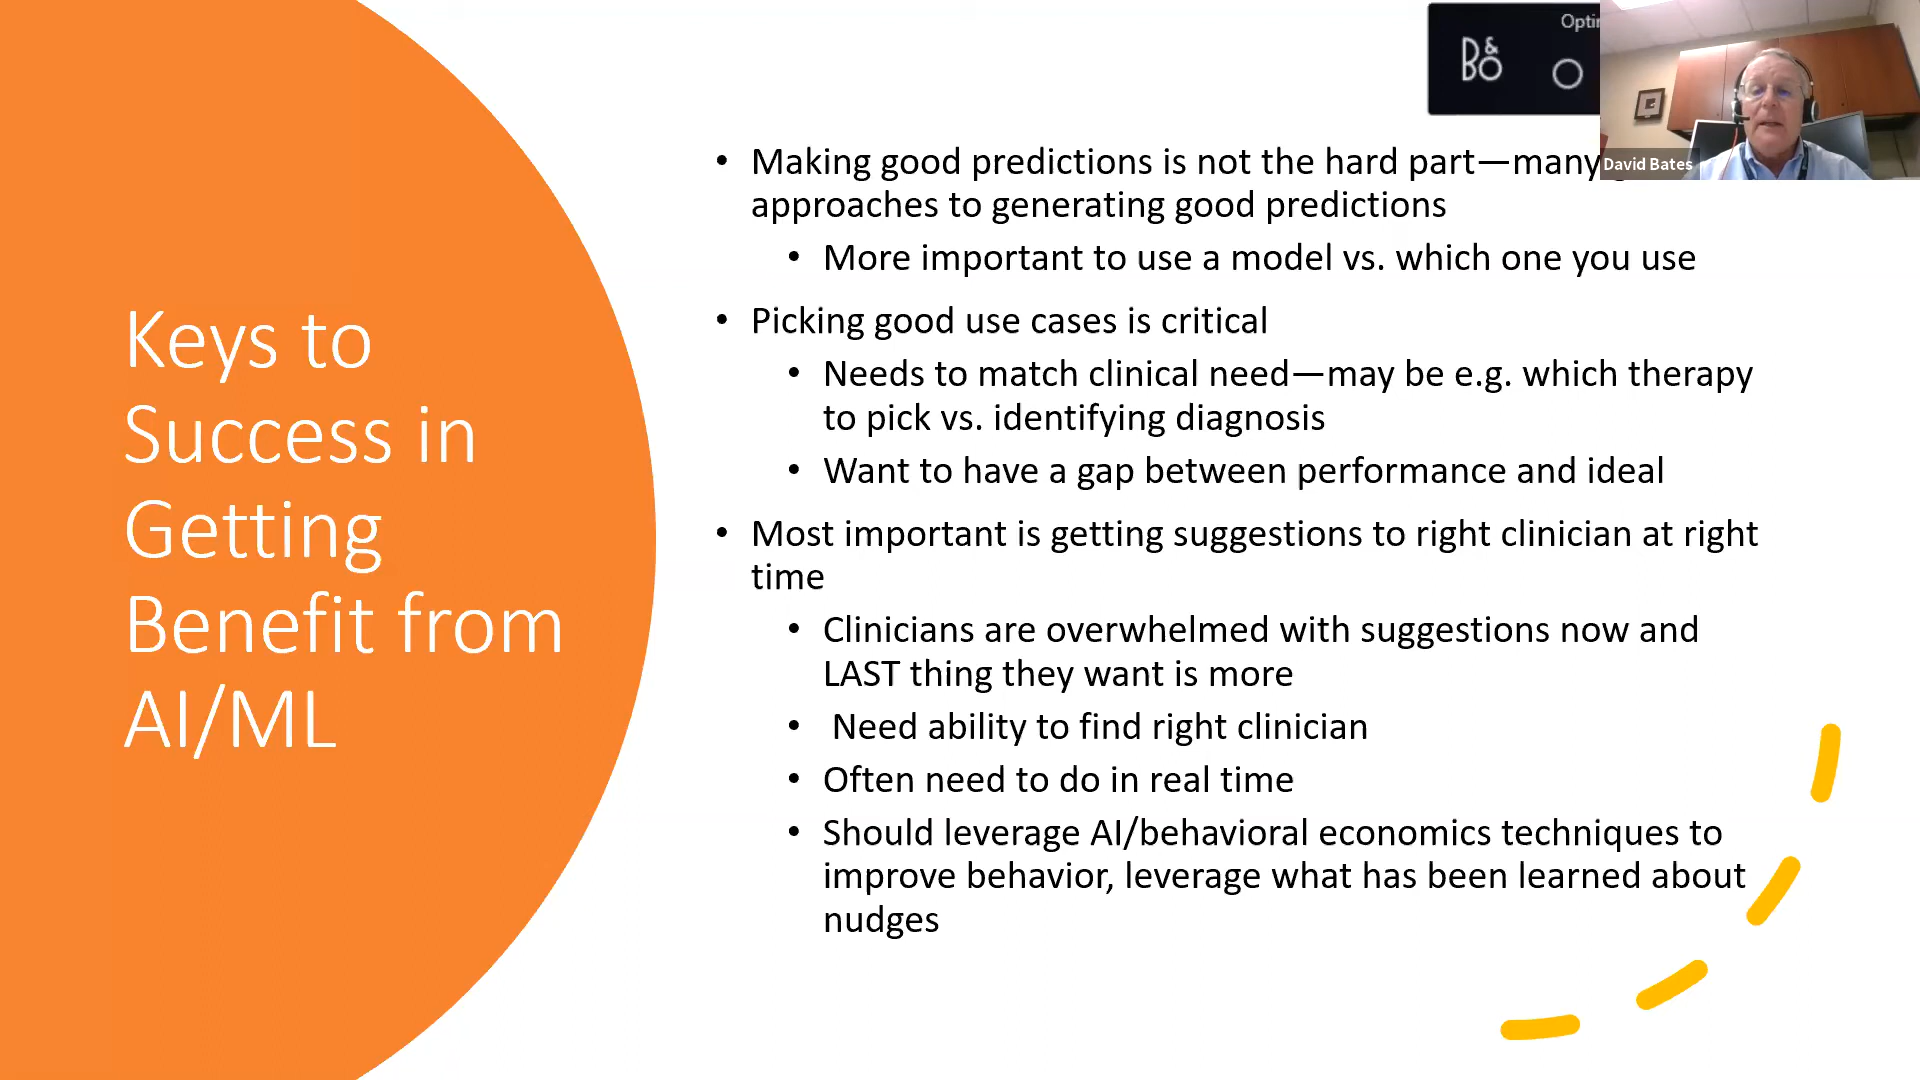 Keys to
Success in
Getting
Benefit from
AI/ML
• Making good predictions is not the hard part—many
approaches to generating good predictions
• More important to use a model vs. which one you use
• Picking good use cases is critical
• Needs to match clinical need—may be e.g. which therapy
to pick vs. identifying diagnosis
• Want to have a gap between performance and ideal
• Most important is getting suggestions to right clinician at right
time
• Clinicians are overwhelmed with suggestions now and
LAST thing they want is more
• Need ability to find right clinician
• Often need to do in real time
• Should leverage AI/behavioral economics techniques to
improve behavior, leverage what has been learned about
nudges
B&O
David Bates